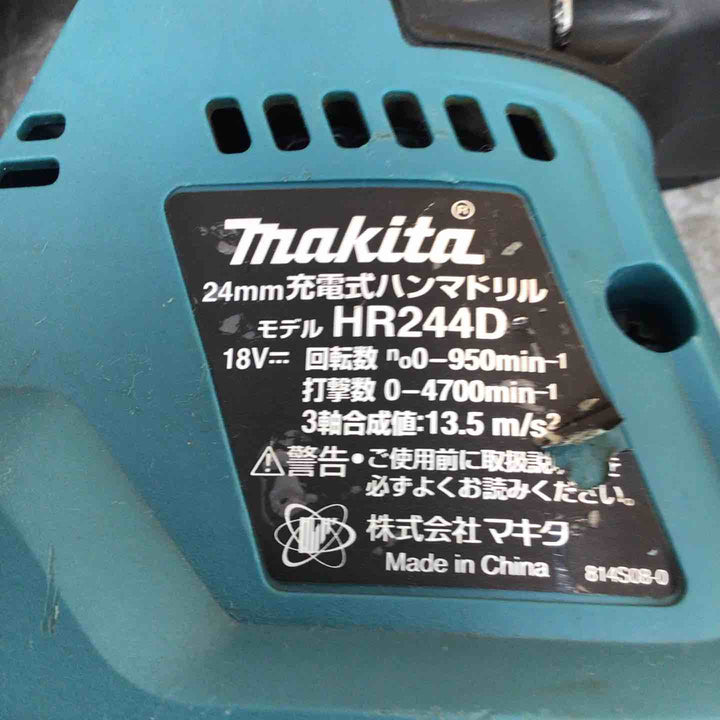 makita®
24mm充電式ハンマドリル
モデル HR244D
18V⎓ 回転数 n₀0-950min⁻¹
打撃数 0-4700min⁻¹
3軸合成値:13.5 m/s²
⚠警告・ご使用前に取扱説
必ずよくお読みください。
株式会社マキタ
Made in China
814S08-0